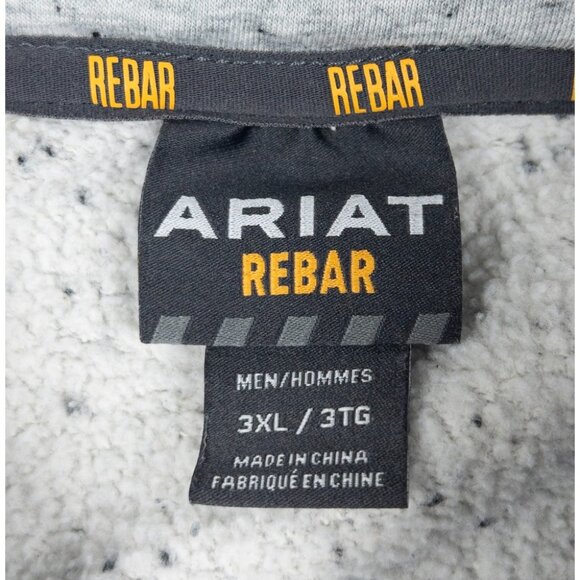 REBAR REBAR
ARIAT
REBAR
MEN/HOMMES
3XL / 3TG
MADE IN CHINA
FABRIQUÉ EN CHINE